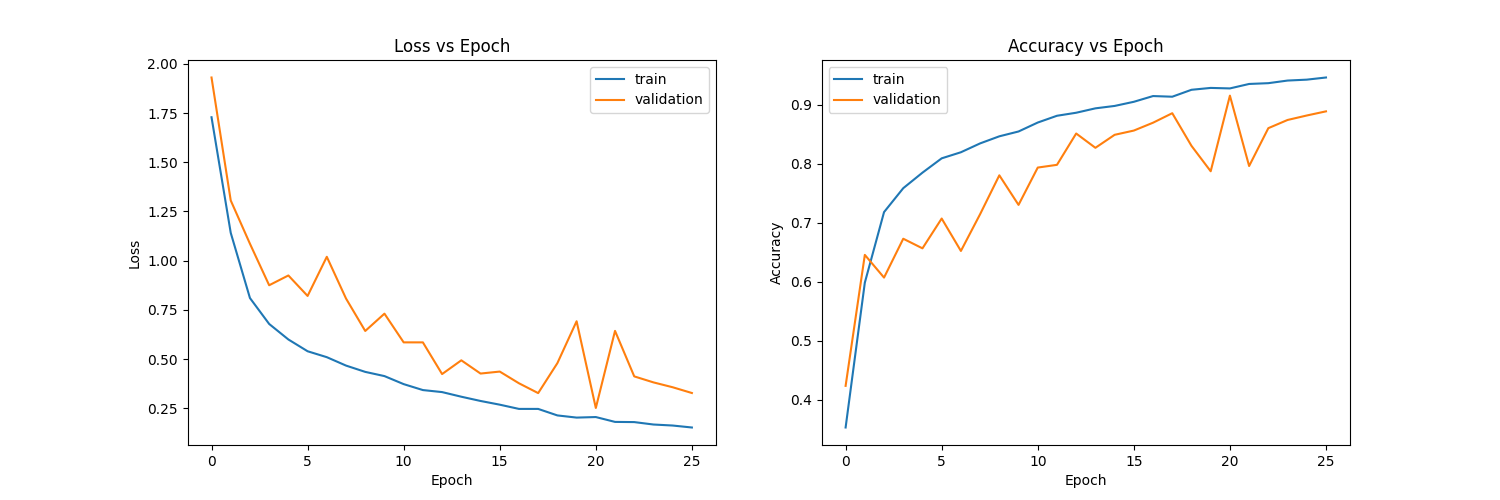 Loss vs Epoch
train
validation
2.00
1.75
1.50
1.25
1.00
0.75
0.50
0.25
Loss
0
5
10
15
20
25
Epoch
Accuracy vs Epoch
train
validation
0.9
0.8
0.7
0.6
0.5
0.4
Accuracy
0
5
10
15
20
25
Epoch